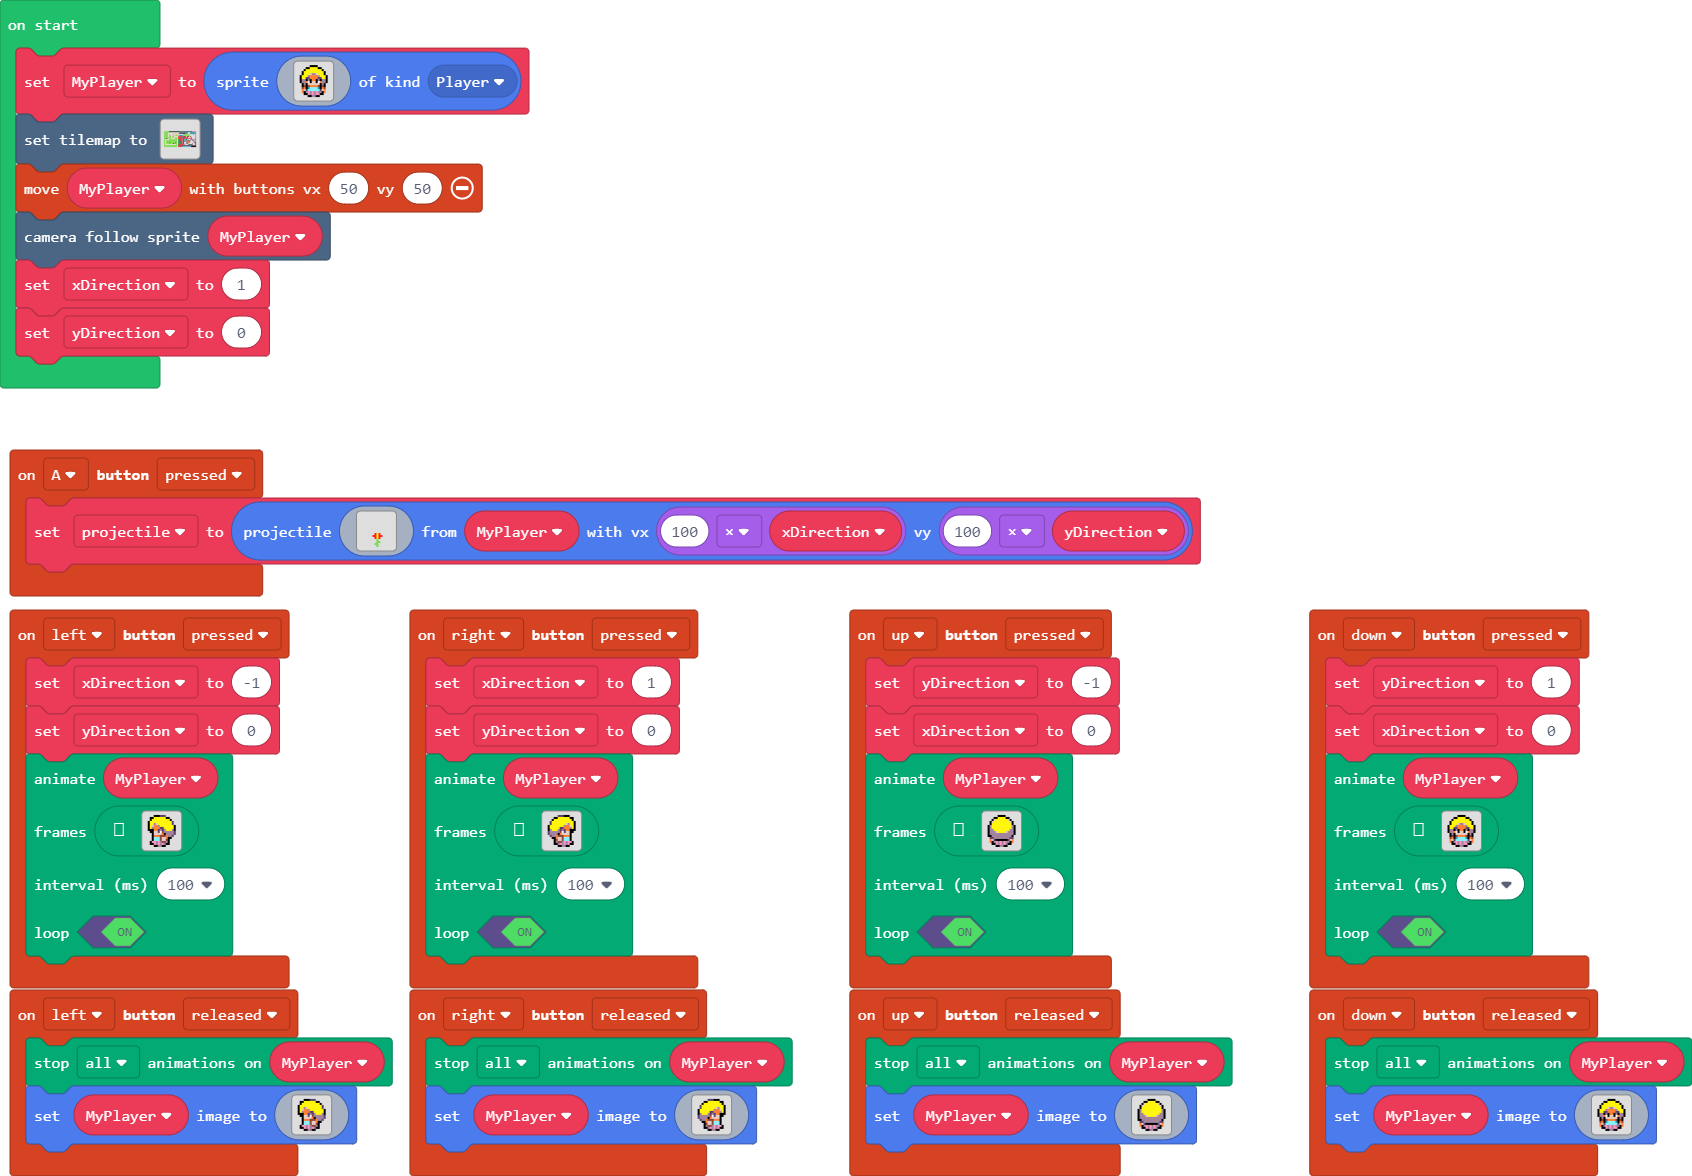 on start
set MyPlayer to sprite of kind Player
set tilemap to
move MyPlayer with buttons vx 50 vy 50
camera follow sprite MyPlayer
set xDirection to 1
set yDirection to 0
on A button pressed
set projectile to projectile from MyPlayer with vx 100 × xDirection vy 100 × yDirection
on left button pressed
set xDirection to -1
set yDirection to 0
animate MyPlayer
frames
interval (ms) 100
loop ON
on right button pressed
set xDirection to 1
set yDirection to 0
animate MyPlayer
frames
interval (ms) 100
loop ON
on up button pressed
set yDirection to -1
set xDirection to 0
animate MyPlayer
frames
interval (ms) 100
loop ON
on down button pressed
set yDirection to 1
set xDirection to 0
animate MyPlayer
frames
interval (ms) 100
loop ON
on left button released
stop all animations on MyPlayer
set MyPlayer image to
on right button released
stop all animations on MyPlayer
set MyPlayer image to
on up button released
stop all animations on MyPlayer
set MyPlayer image to
on down button released
stop all animations on MyPlayer
set MyPlayer image to